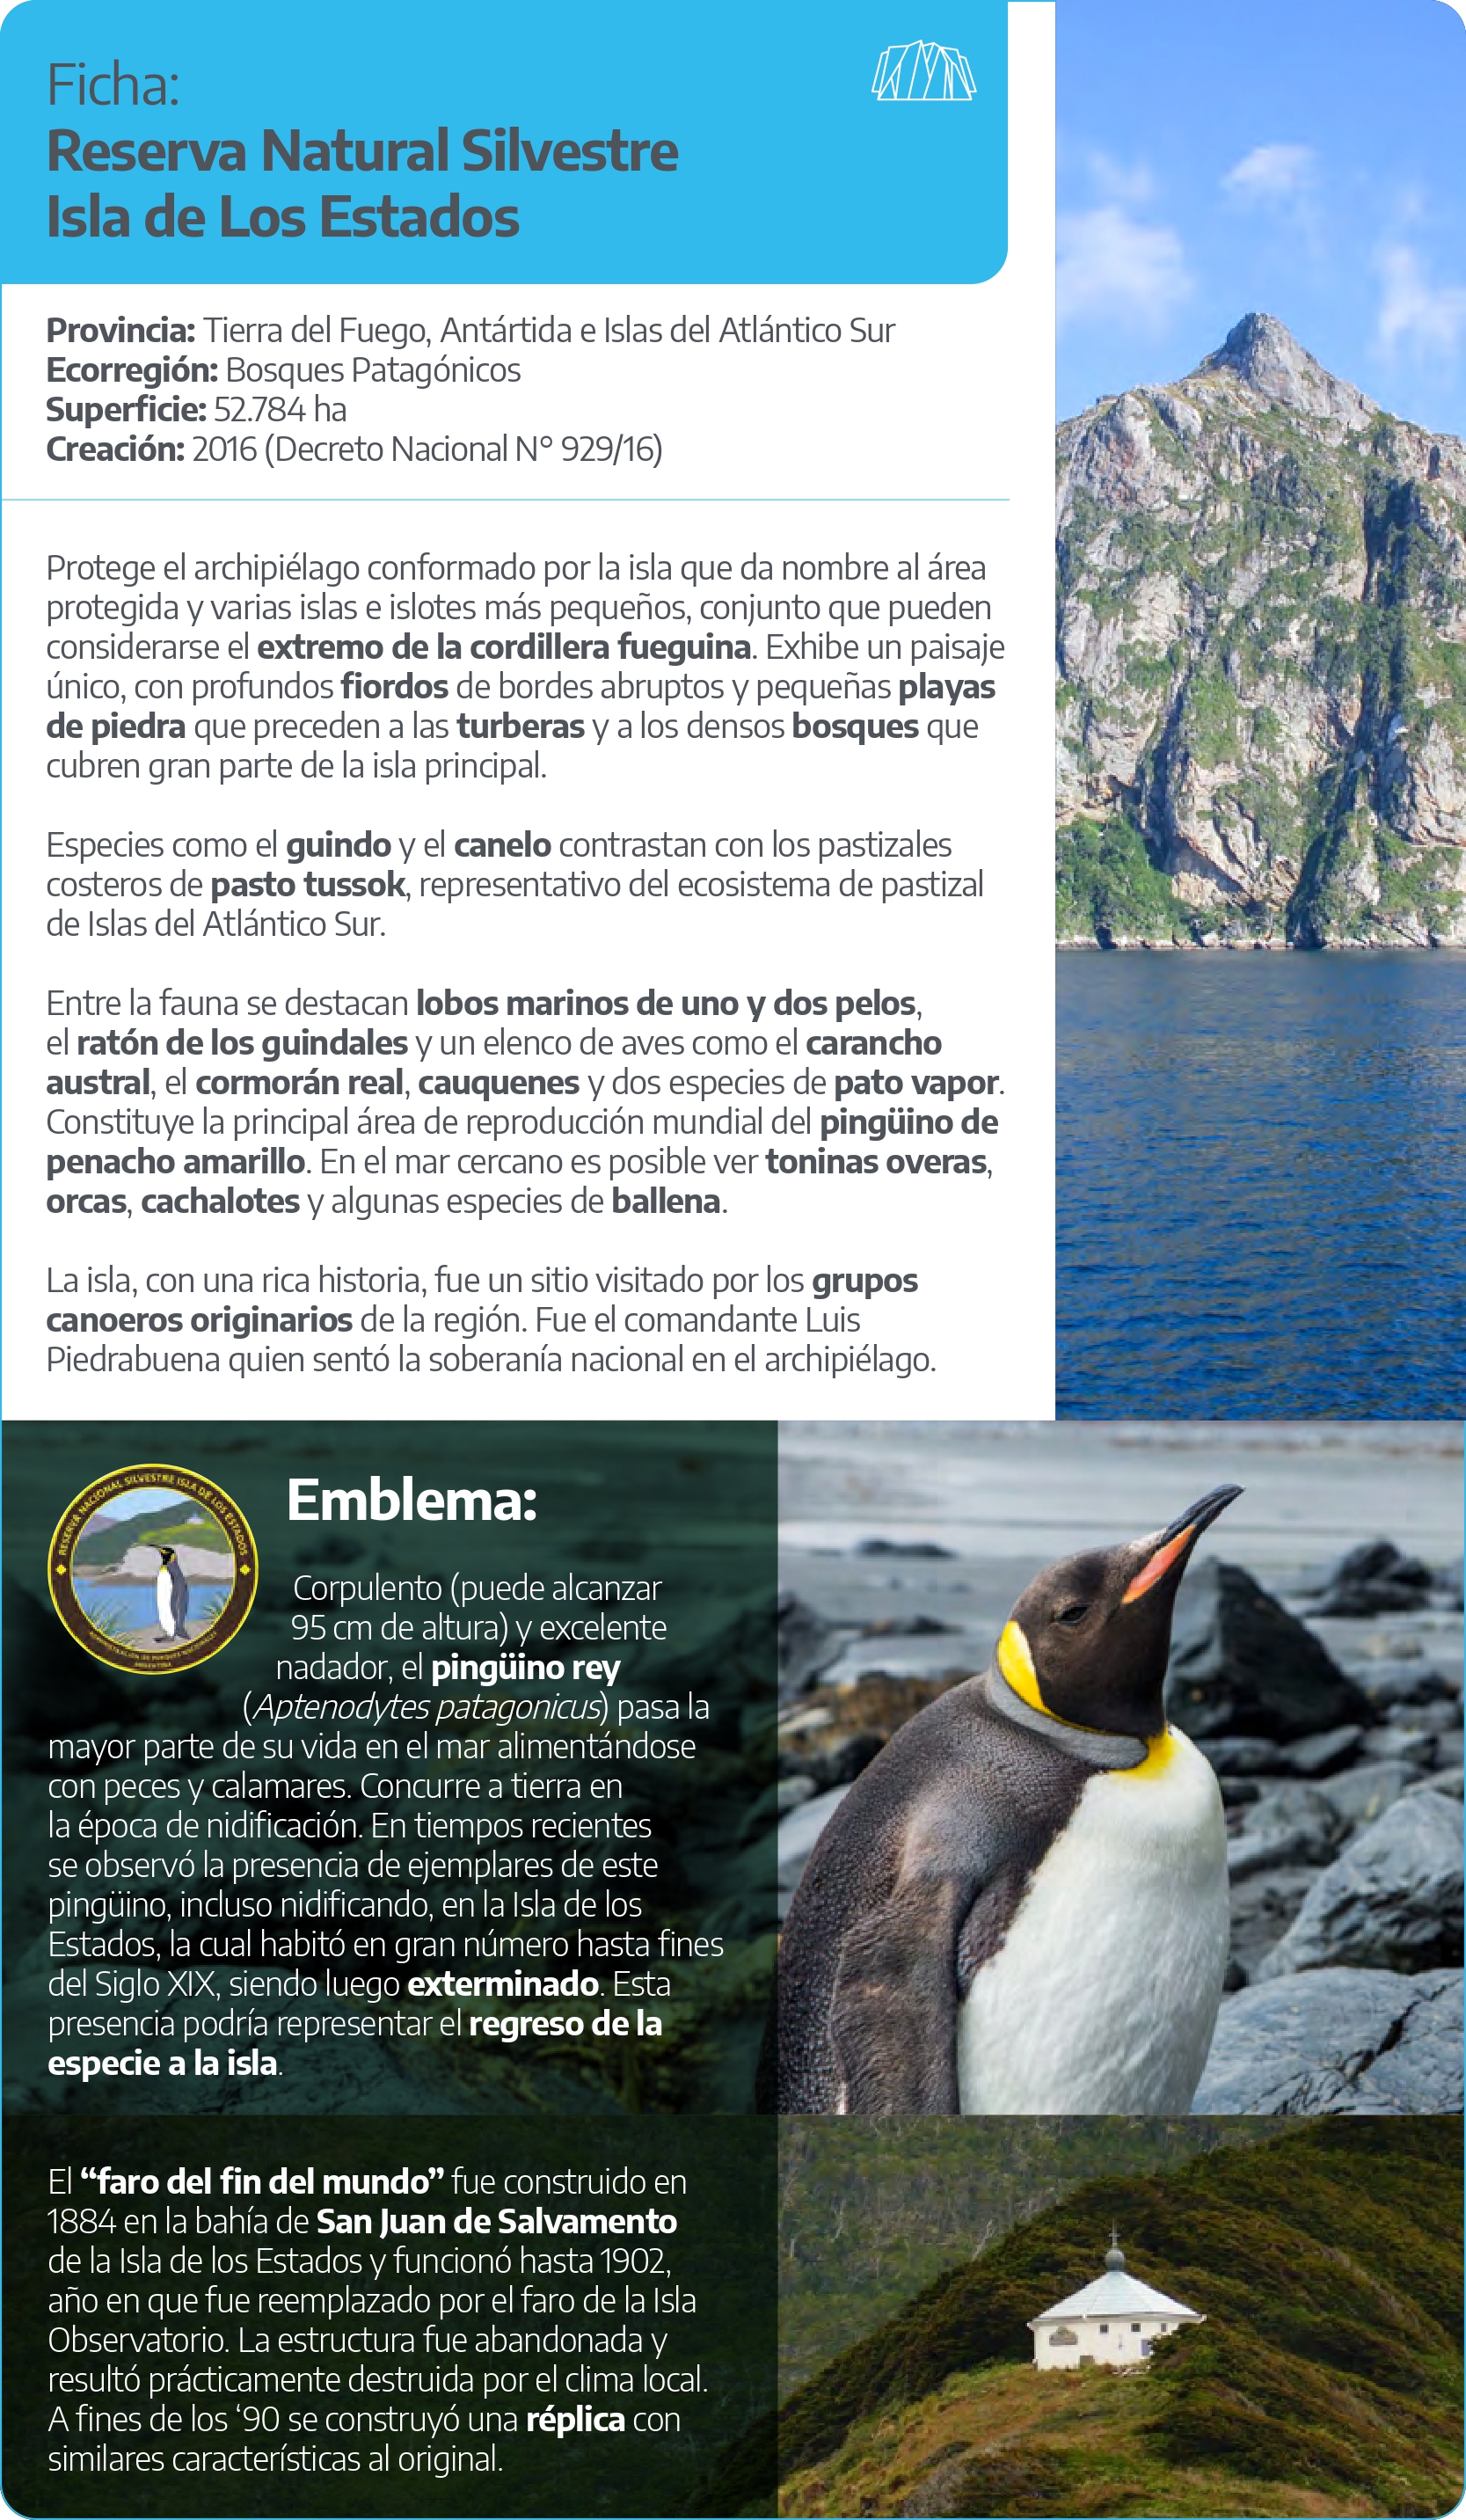 Ficha:
Reserva Natural Silvestre
Isla de Los Estados
Provincia: Tierra del Fuego, Antártida e Islas del Atlántico Sur
Ecorregión: Bosques Patagónicos
Superficie: 52.784 ha
Creación: 2016 (Decreto Nacional N° 929/16)
Protege el archipiélago conformado por la isla que da nombre al área
protegida y varias islas e islotes más pequeños, conjunto que pueden
considerarse el extremo de la cordillera fueguina. Exhibe un paisaje
único, con profundos fiordos de bordes abruptos y pequeñas playas
de piedra que preceden a las turberas y a los densos bosques que
cubren gran parte de la isla principal.
Especies como el guindo y el canelo contrastan con los pastizales
costeros de pasto tussok, representativo del ecosistema de pastizal
de Islas del Atlántico Sur.
Entre la fauna se destacan lobos marinos de uno y dos pelos,
el ratón de los guindales y un elenco de aves como el carancho
austral, el cormorán real, cauquenes y dos especies de pato vapor.
Constituye la principal área de reproducción mundial del pingüino de
penacho amarillo. En el mar cercano es posible ver toninas overas,
orcas, cachalotes y algunas especies de ballena.
La isla, con una rica historia, fue un sitio visitado por los grupos
canoeros originarios de la región. Fue el comandante Luis
Piedrabuena quien sentó la soberanía nacional en el archipiélago.
RESERVA NACIONAL SILVESTRE ISLA DE LOS ESTADOS
ADMINISTRACIÓN DE PARQUES NACIONALES
ARGENTINA
Emblema:
Corpulento (puede alcanzar
95 cm de altura) y excelente
nadador, el pingüino rey
(Aptenodytes patagonicus) pasa la
mayor parte de su vida en el mar alimentándose
con peces y calamares. Concurre a tierra en
la época de nidificación. En tiempos recientes
se observó la presencia de ejemplares de este
pingüino, incluso nidificando, en la Isla de los
Estados, la cual habitó en gran número hasta fines
del Siglo XIX, siendo luego exterminado. Esta
presencia podría representar el regreso de la
especie a la isla.
El “faro del fin del mundo” fue construido en
1884 en la bahía de San Juan de Salvamento
de la Isla de los Estados y funcionó hasta 1902,
año en que fue reemplazado por el faro de la Isla
Observatorio. La estructura fue abandonada y
resultó prácticamente destruida por el clima local.
A fines de los ‘90 se construyó una réplica con
similares características al original.